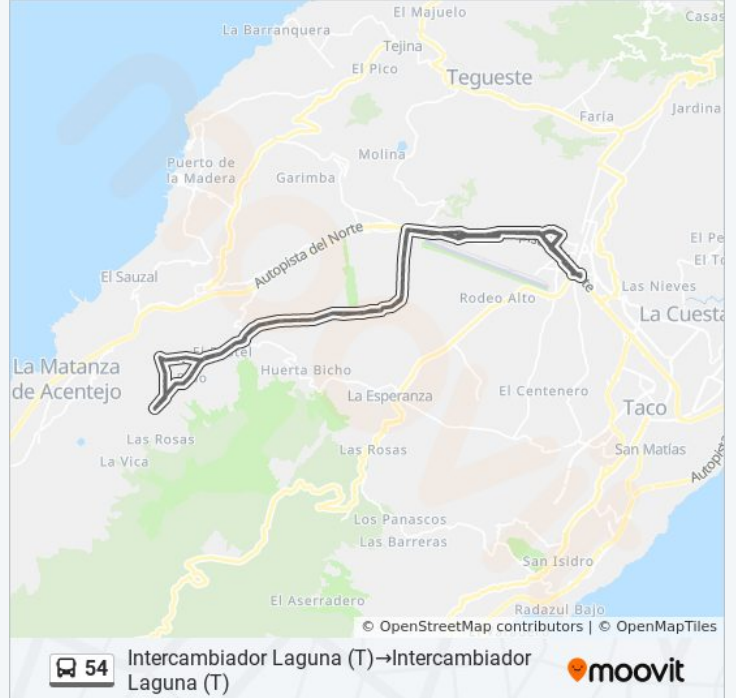 El Majuelo
Casas
La Barranquera
Tejina
El Pico
Tegueste
Jardina
Faría
Molina
Puerto de
la Madera
Garimba
Autopista del Norte
El Pe
El To
El Sauzal
Las Nieves
Rodeo Alto
La Cuesta
La Matanza
de Acentejo
Huerta Bicho
La Esperanza
El Centenero
Taco
Las Rosas
La Vica
Las Rosas
San Matías
Autopista
Los Panascos
Las Barreras
San Isidro
El Aserradero
Radazul Bajo
© OpenStreetMap contributors | © OpenMapTiles
54
Intercambiador Laguna (T)→Intercambiador
Laguna (T)
moovit